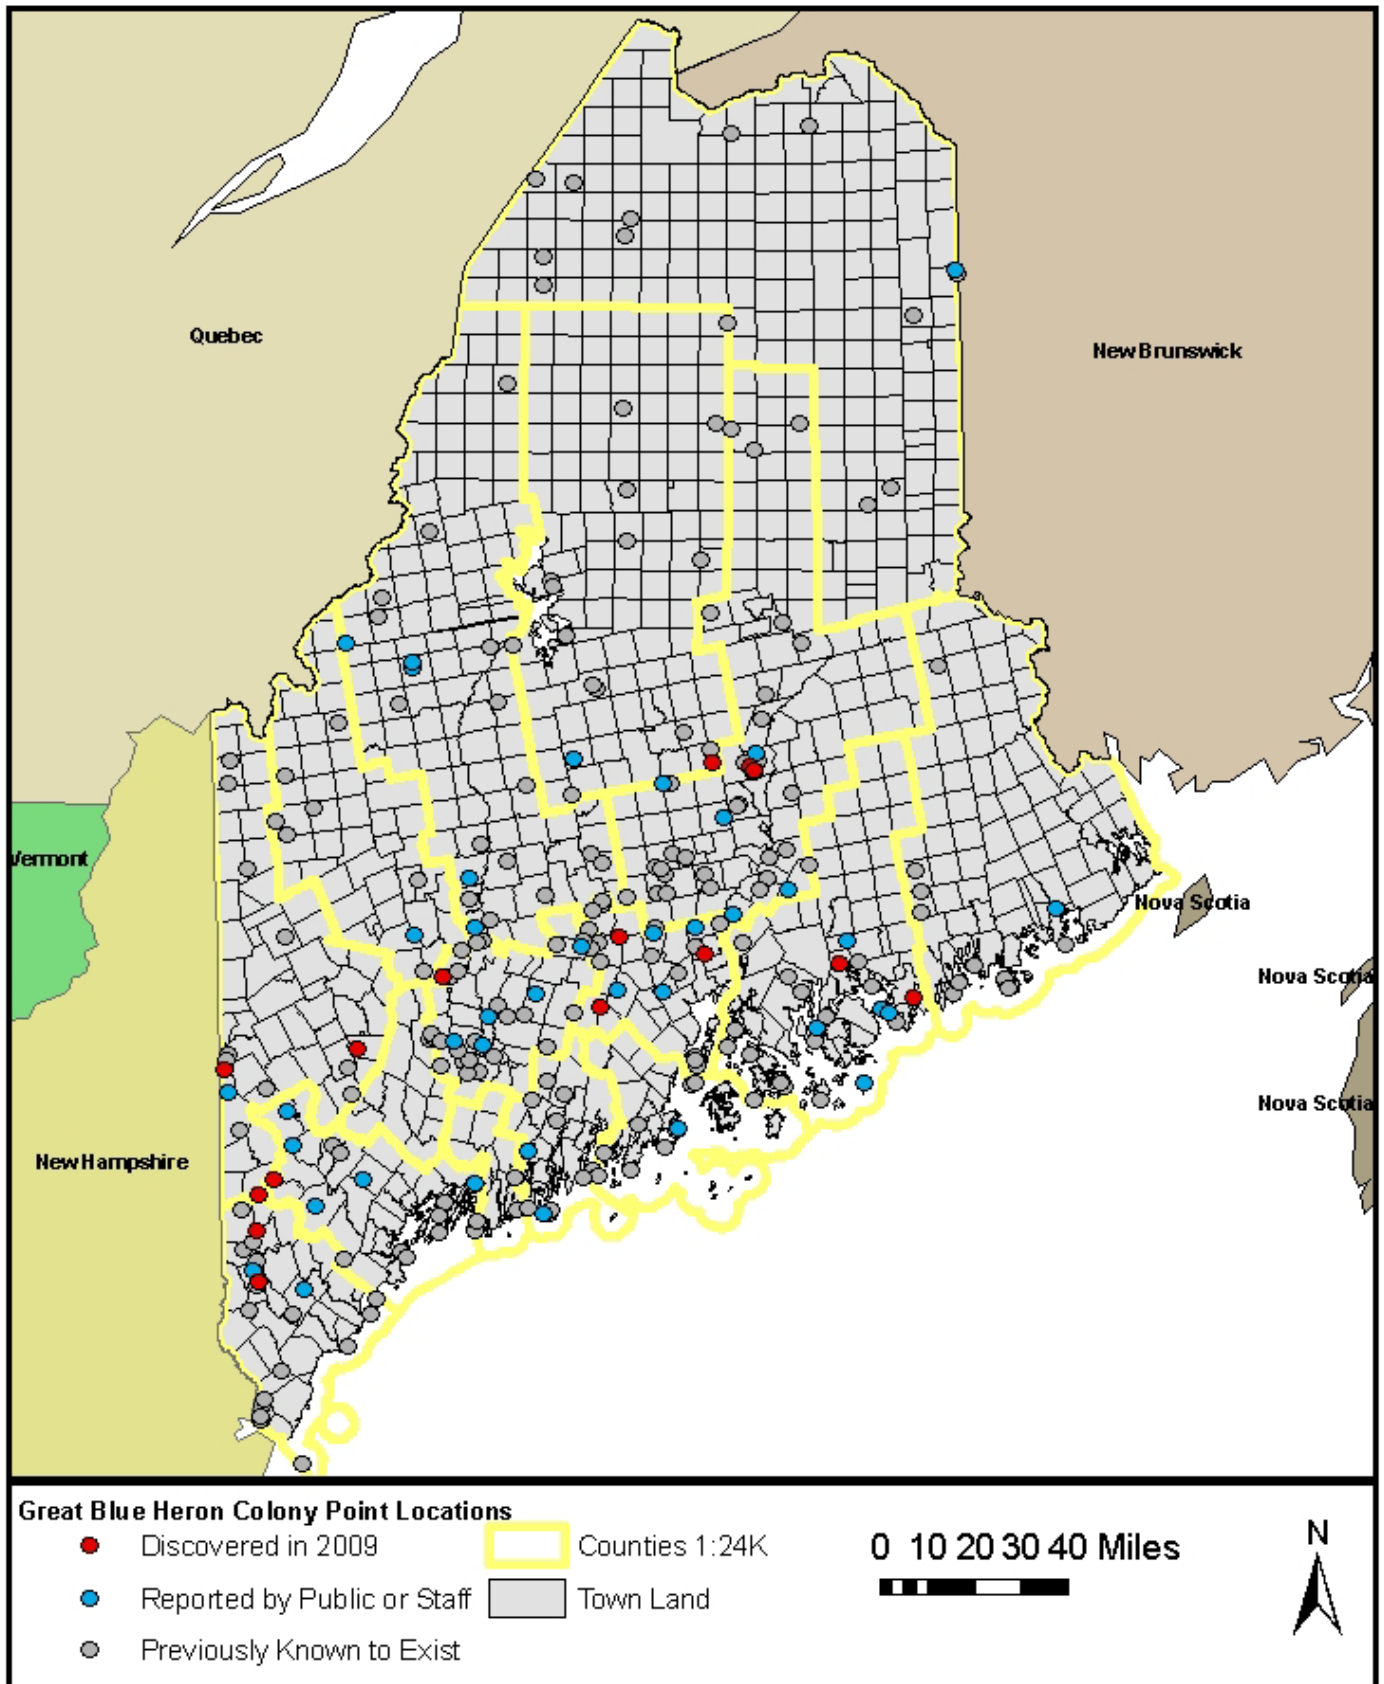 Quebec
New Brunswick
Vermont
Nova Scotia
Nova Scotia
Nova Scotia
New Hampshire
Great Blue Heron Colony Point Locations
Discovered in 2009
Counties 1:24K
0 10 20 30 40 Miles
N
Reported by Public or Staff
Town Land
Previously Known to Exist